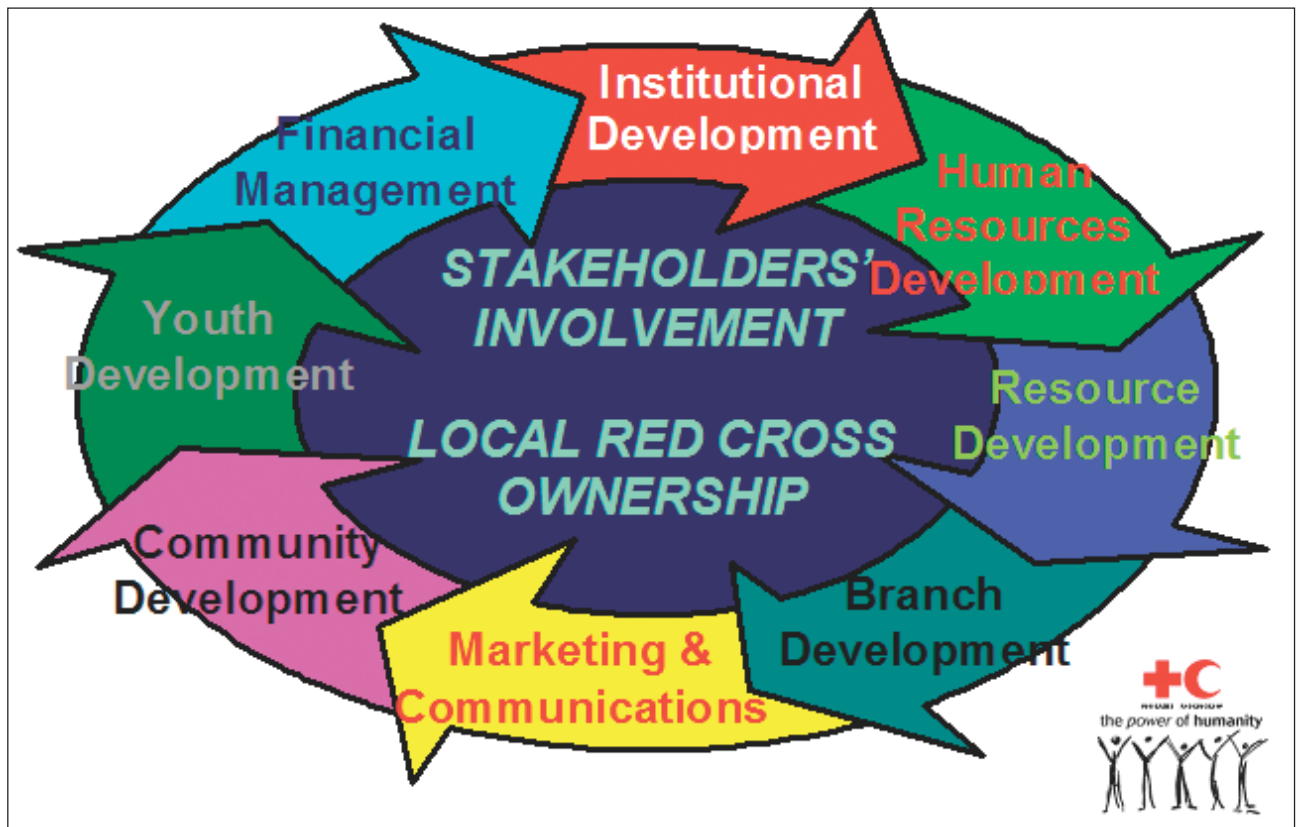 Institutional
Development
Human
Resources
Development
Resource
Development
Branch
Development
Marketing &
Communications
Community
Development
Youth
Development
Financial
Management
STAKEHOLDERS’
INVOLVEMENT
LOCAL RED CROSS
OWNERSHIP
the power of humanity